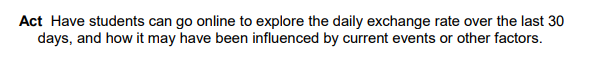 Act Have students can go online to explore the daily exchange rate over the last 30
days, and how it may have been influenced by current events or other factors.